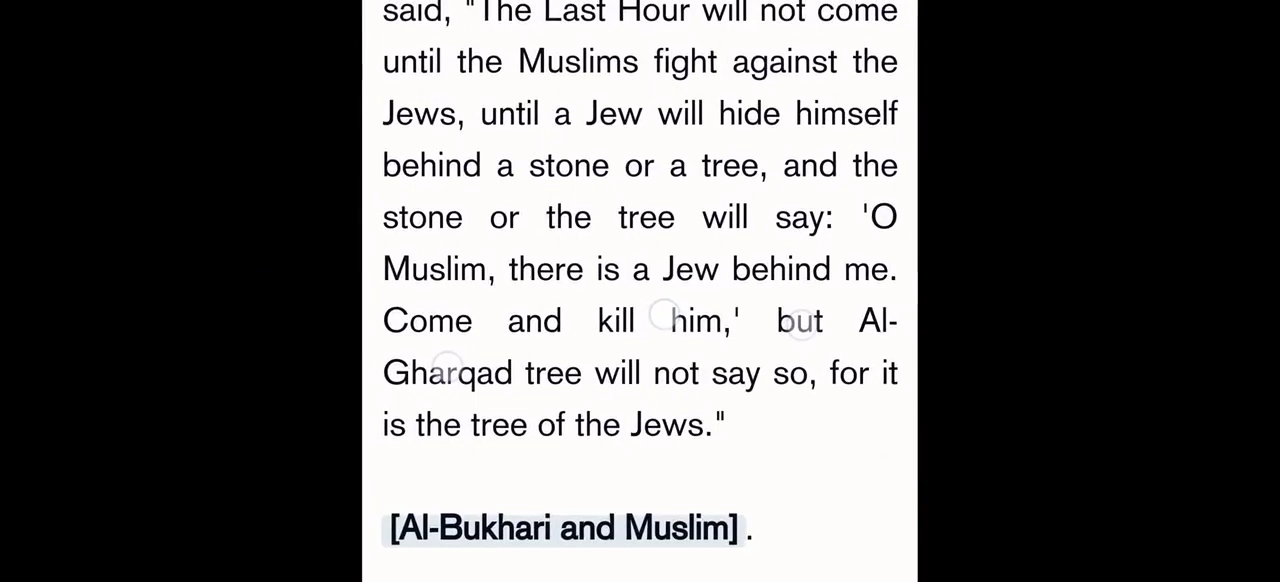 said, "The Last Hour will not come
until the Muslims fight against the
Jews, until a Jew will hide himself
behind a stone or a tree, and the
stone or the tree will say: 'O
Muslim, there is a Jew behind me.
Come and kill him,' but Al-
Gharqad tree will not say so, for it
is the tree of the Jews."
[Al-Bukhari and Muslim].